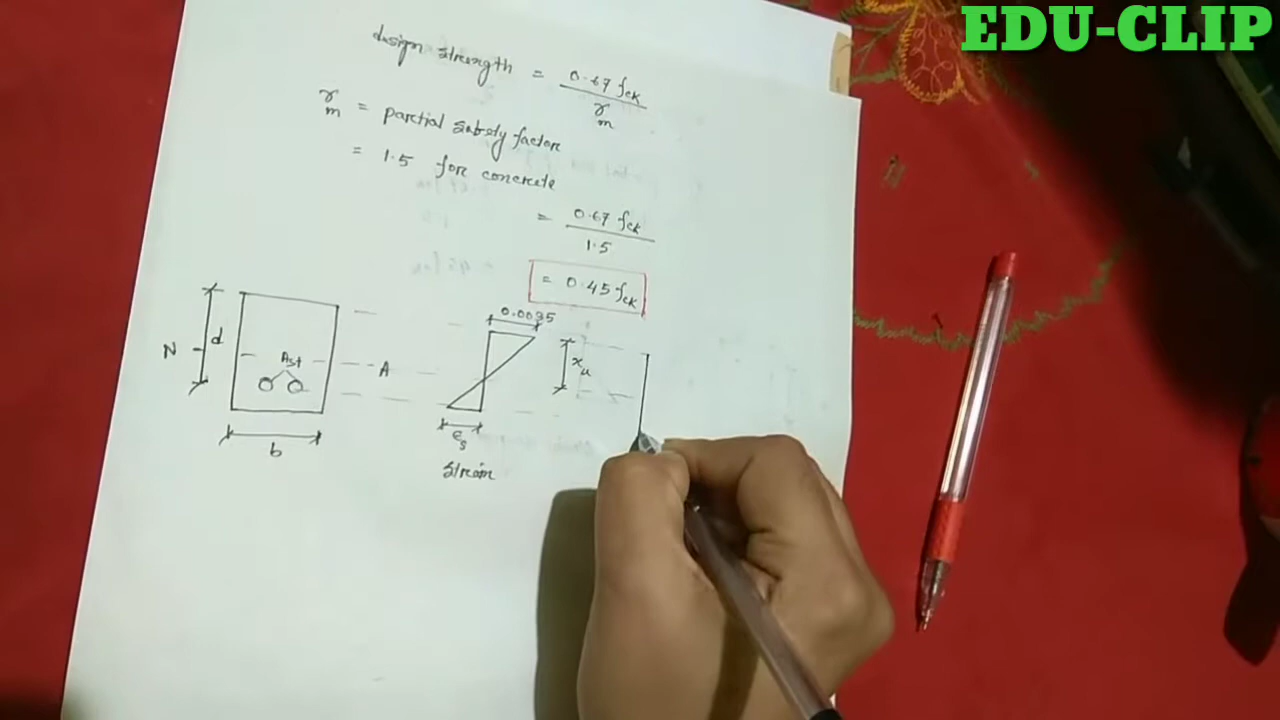 EDU-CLIP
design strength = 0.67 fck / γm
γm = partial safety factor
= 1.5 for concrete
= 0.67 fck / 1.5
= 0.45 fck
0.0035
d
N
Ast
A
xu
b
es
Strain